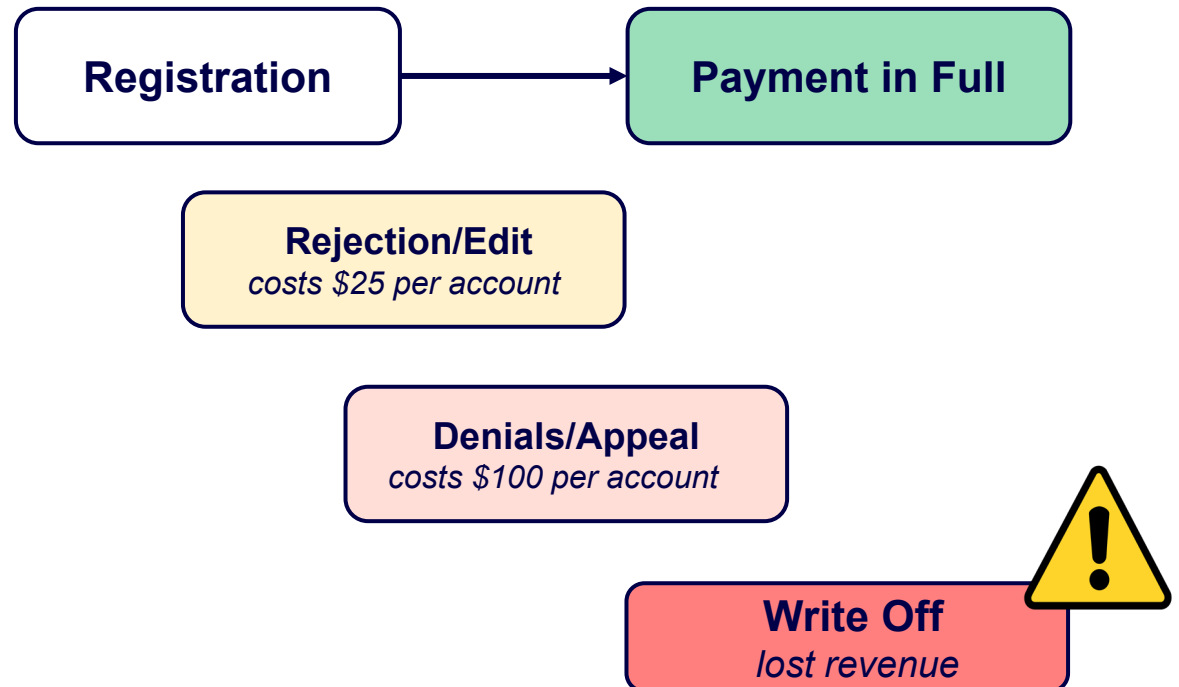 Registration
Payment in Full
Rejection/Edit
costs $25 per account
Denials/Appeal
costs $100 per account
Write Off
lost revenue